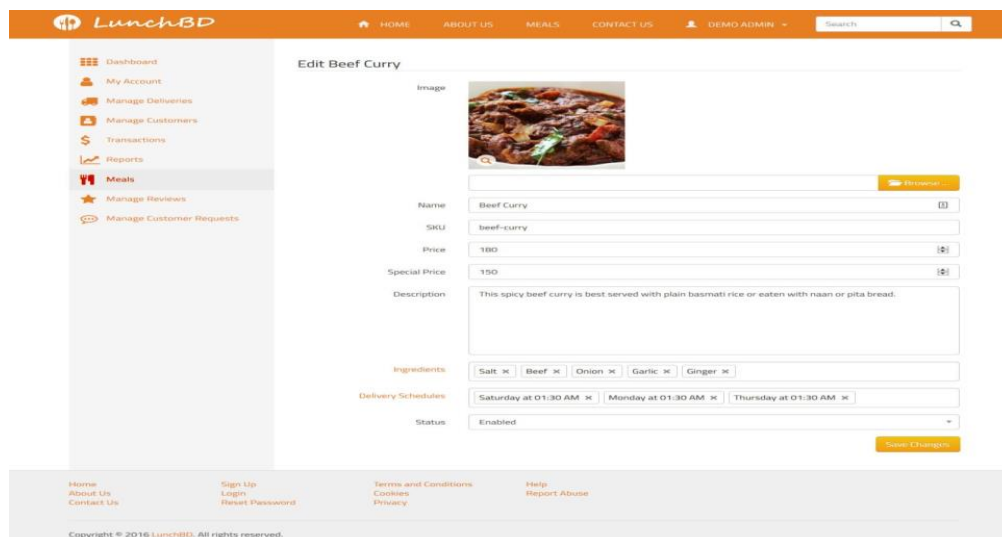 LunchBD HOME ABOUT US MEALS CONTACT US DEMO ADMIN Search
Dashboard
My Account
Manage Deliveries
Manage Customers
Transactions
Reports
Meals
Manage Reviews
Manage Customer Requests
Edit Beef Curry
Image
Browse ...
Name Beef Curry
SKU beef-curry
Price 180
Special Price 150
Description This spicy beef curry is best served with plain basmati rice or eaten with naan or pita bread.
Ingredients Salt × Beef × Onion × Garlic × Ginger ×
Delivery Schedules Saturday at 01:30 AM × Monday at 01:30 AM × Thursday at 01:30 AM ×
Status Enabled
Save Changes
Home Sign Up Terms and Conditions Help
About Us Login Cookies Report Abuse
Contact Us Reset Password Privacy
Copyright © 2016 LunchBD. All rights reserved.